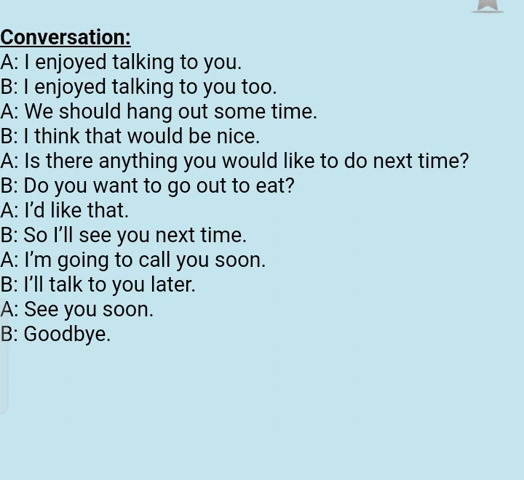 Conversation:
A: I enjoyed talking to you.
B: I enjoyed talking to you too.
A: We should hang out some time.
B: I think that would be nice.
A: Is there anything you would like to do next time?
B: Do you want to go out to eat?
A: I’d like that.
B: So I’ll see you next time.
A: I’m going to call you soon.
B: I’ll talk to you later.
A: See you soon.
B: Goodbye.